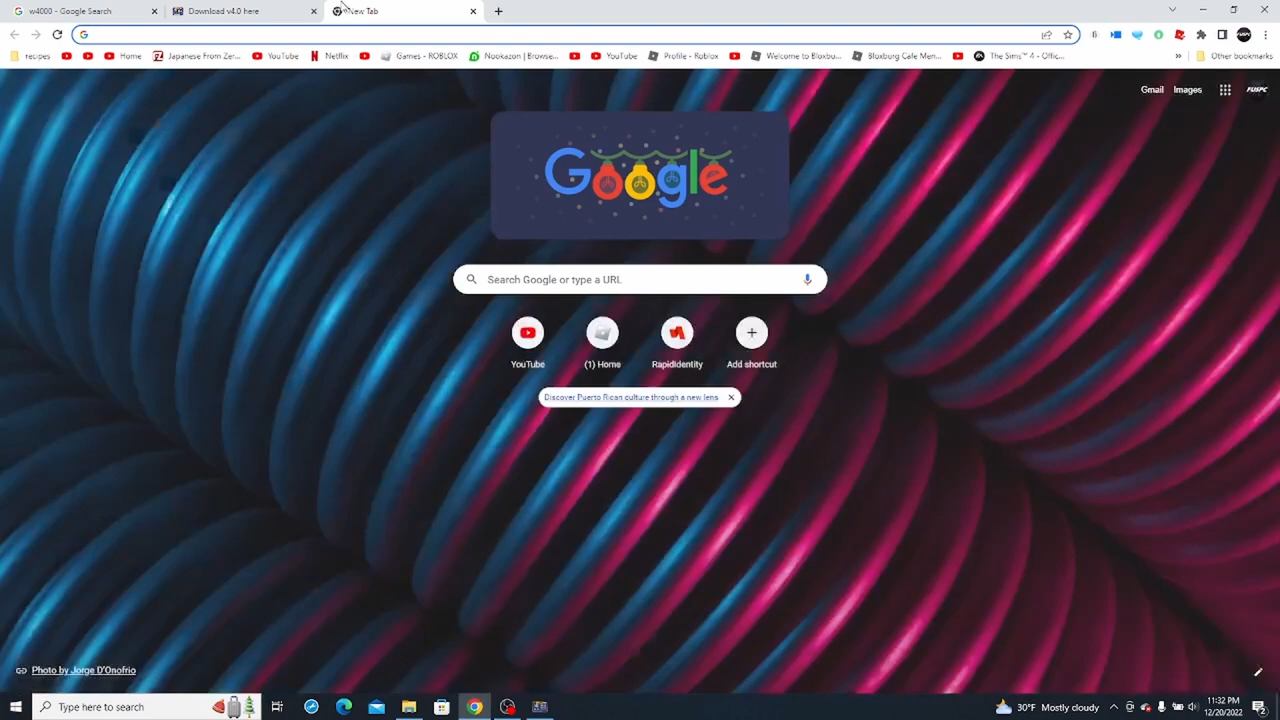 w4000 - Google Search
Download v4.0 here
New Tab
recipes
Home
Japanese From Zer...
YouTube
Netflix
Games - ROBLOX
Nookazon | Browse...
YouTube
Profile - Roblox
Welcome to Bloxbu...
Bloxburg Cafe Men...
The Sims™ 4 - Offic...
»
Other bookmarks
Gmail
Images
FUSPC
Google
Search Google or type a URL
YouTube
(1) Home
RapidIdentity
Add shortcut
Discover Puerto Rican culture through a new lens
Photo by Jorge D'Onofrio
Type here to search
30°F Mostly cloudy
11:32 PM
12/20/2022